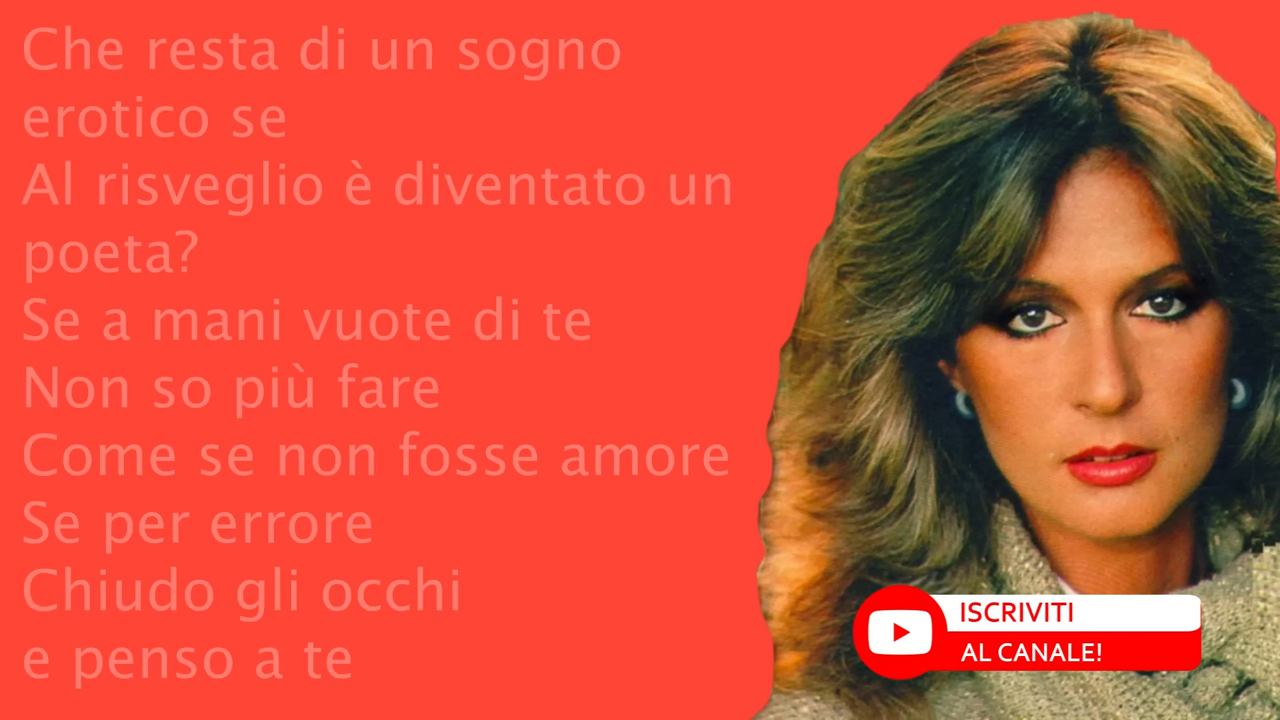 Che resta di un sogno
erotico se
Al risveglio è diventato un
poeta?
Se a mani vuote di te
Non so più fare
Come se non fosse amore
Se per errore
Chiudo gli occhi
e penso a te
ISCRIVITI
AL CANALE!